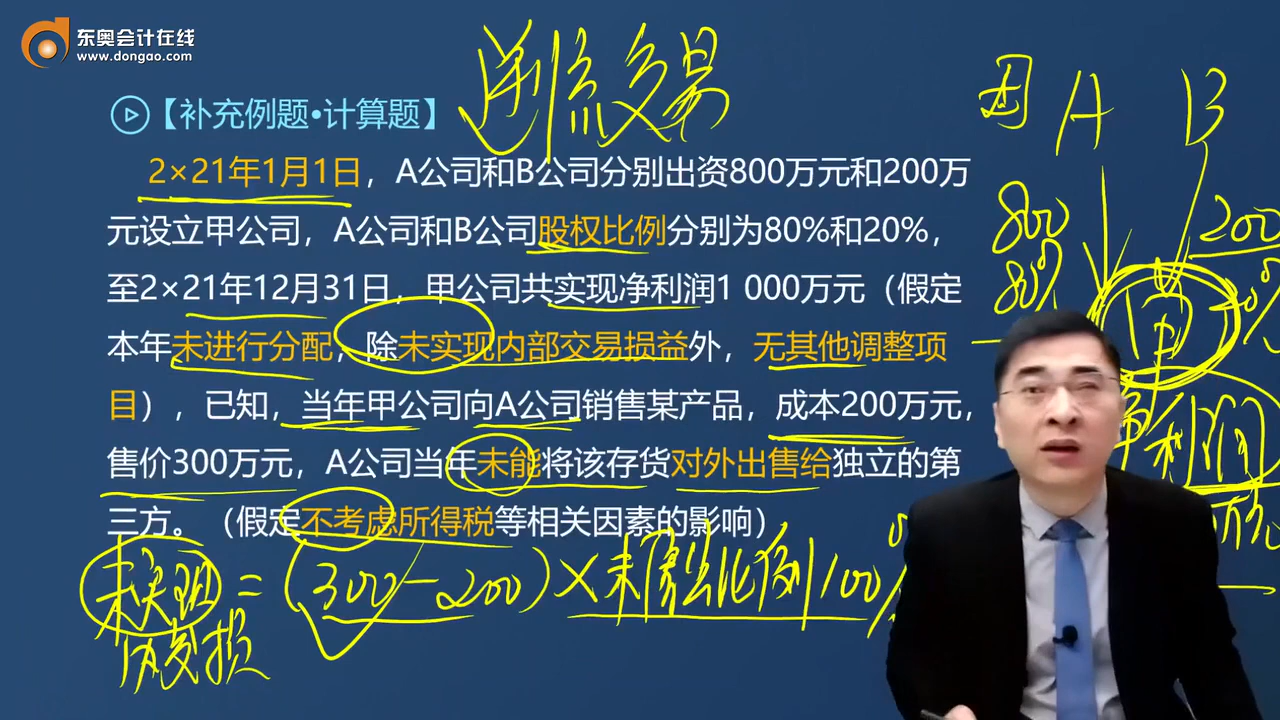 东奥会计在线
www.dongao.com
逆流交易
【补充例题•计算题】
2×21年1月1日，A公司和B公司分别出资800万元和200万
元设立甲公司，A公司和B公司股权比例分别为80%和20%，
至2×21年12月31日，甲公司共实现净利润1 000万元（假定
本年未进行分配，除未实现内部交易损益外，无其他调整项
目），已知，当年甲公司向A公司销售某产品，成本200万元，
售价300万元，A公司当年未能将该存货对外出售给独立的第
三方。（假定不考虑所得税等相关因素的影响）
A B
800 200
80%
甲
净利润
未实现=(300-200)×未售出比例100%
内交损